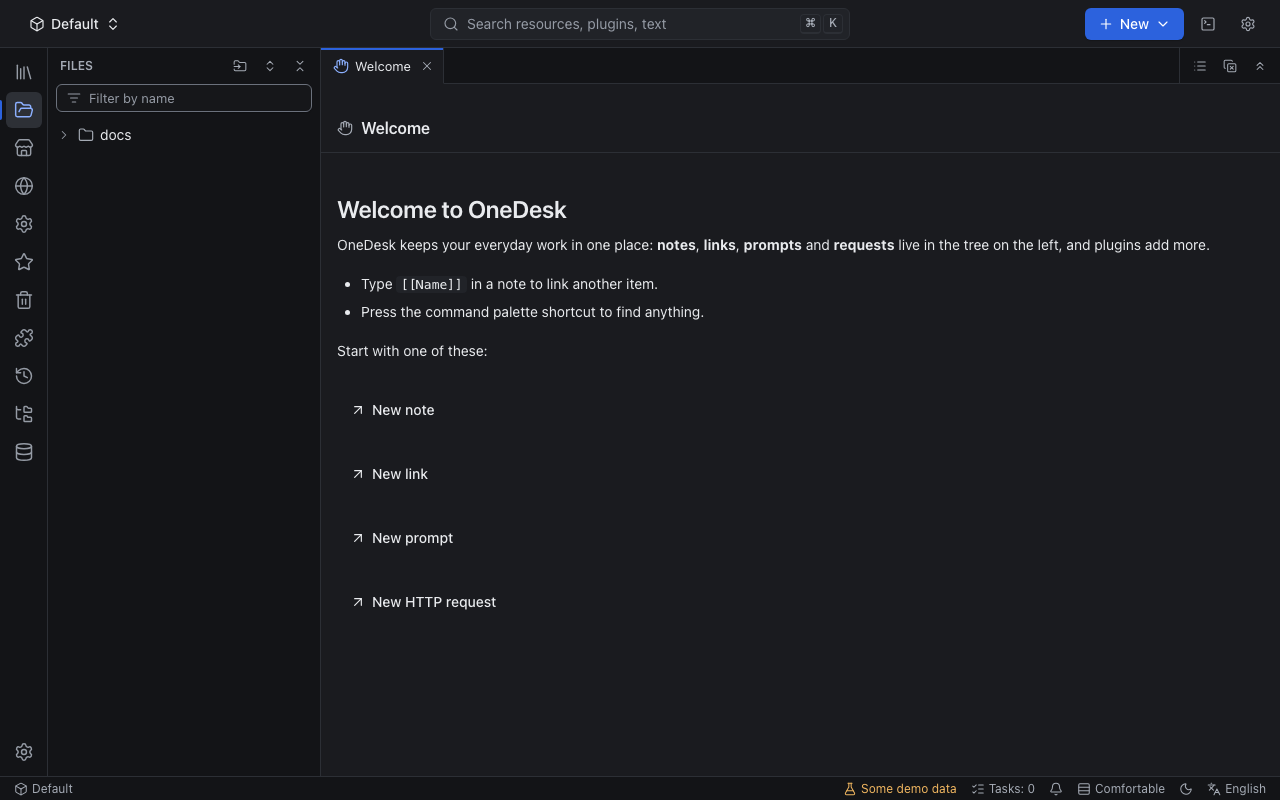 Default
Search resources, plugins, text
⌘ K
New
FILES
Filter by name
docs
Welcome
Welcome
Welcome to OneDesk
OneDesk keeps your everyday work in one place: notes, links, prompts and requests live in the tree on the left, and plugins add more.
Type [[Name]] in a note to link another item.
Press the command palette shortcut to find anything.
Start with one of these:
New note
New link
New prompt
New HTTP request
Default
Some demo data
Tasks: 0
Comfortable
English